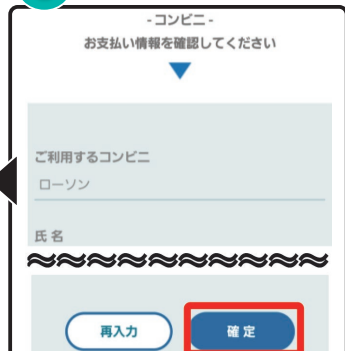 - コンビニ -
お支払い情報を確認してください
ご利用するコンビニ
ローソン
氏 名
再入力
確 定